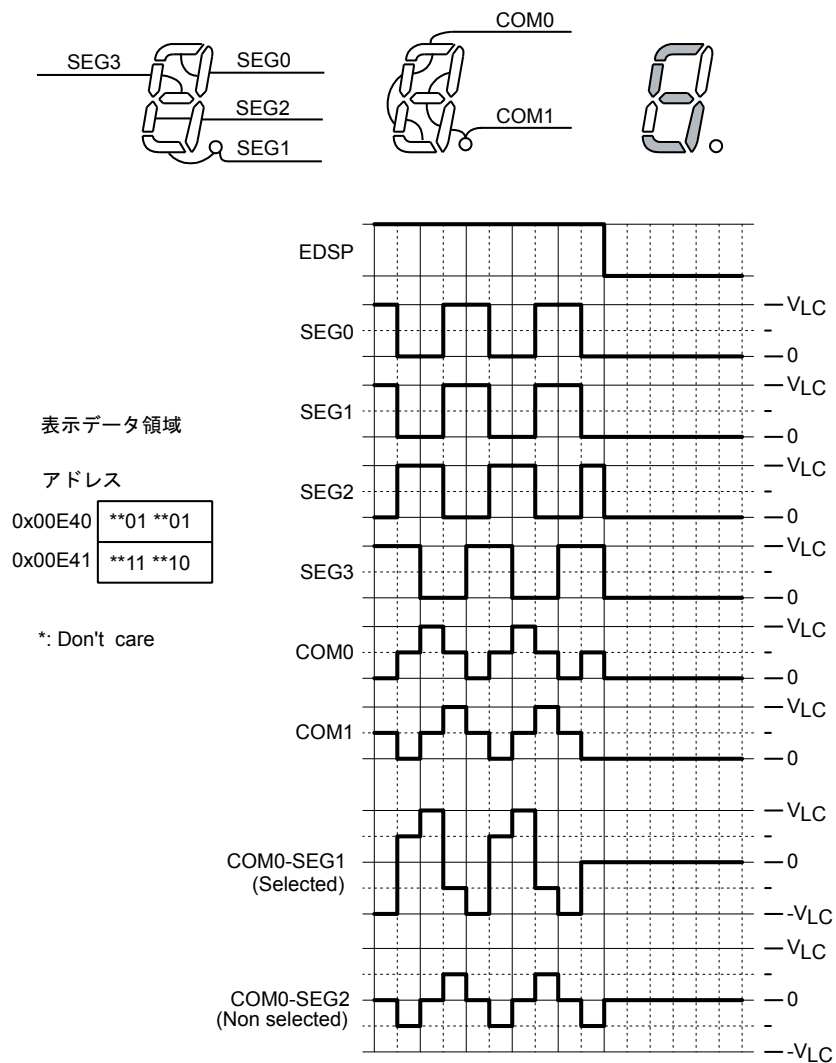 COM0
SEG3
SEG0
SEG2
COM1
SEG1
EDSP
VLC
SEG0
0
VLC
SEG1
0
表示データ領域
VLC
アドレス
SEG2
0x00E40 **01 **01
0
VLC
0x00E41 **11 **10
SEG3
0
*: Don't care
VLC
COM0
0
VLC
COM1
0
VLC
COM0-SEG1
0
(Selected)
-VLC
VLC
COM0-SEG2
0
(Non selected)
-VLC